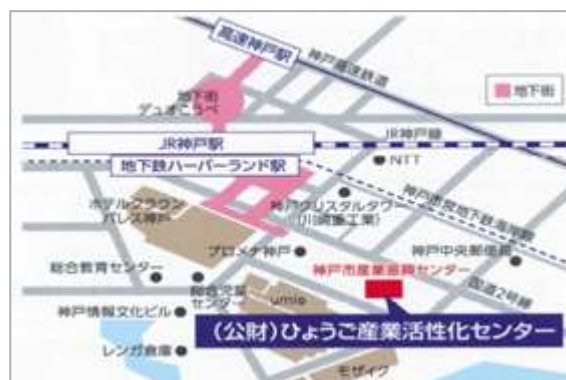 高速神戸駅
神戸高速鉄道
地下街
デュオこうべ
地下街
JR神戸線
JR神戸駅
NTT
地下鉄ハーバーランド駅
神戸市営地下鉄海岸線
ホテルクラウン
パレス神戸
神戸クリスタルタワー
(川崎重工業)
プロメナ神戸
神戸中央郵便局
神戸市産業振興センター
国道2号線
総合教育センター
総合児童
センター
umie
神戸情報文化ビル
(公財)ひょうご産業活性化センター
レンガ倉庫
モザイク